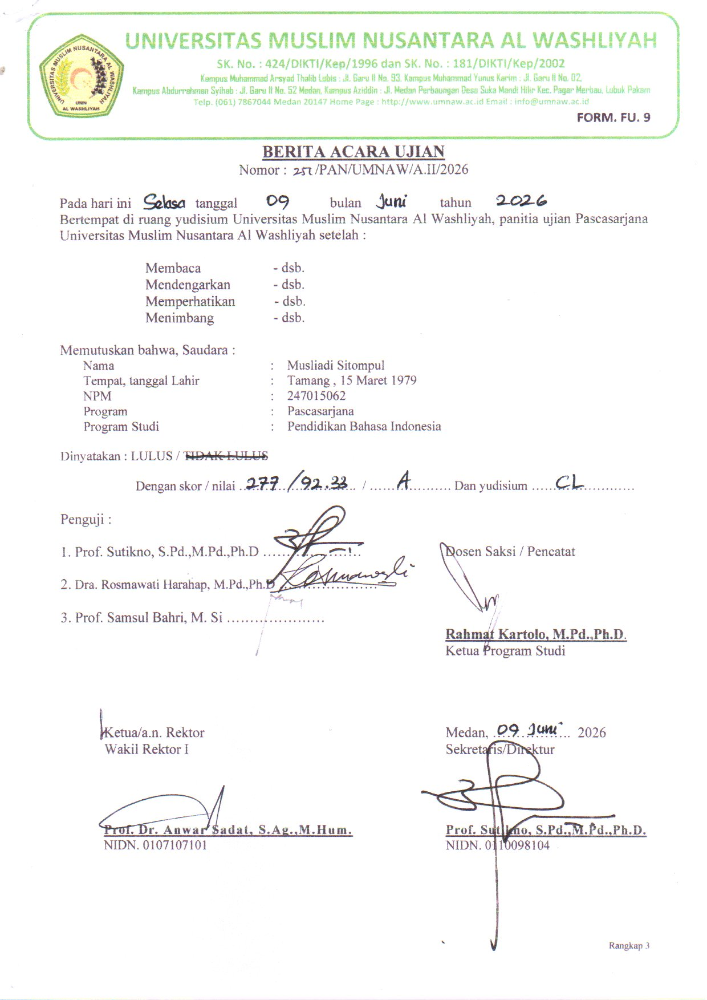 UNIVERSITAS MUSLIM NUSANTARA AL WASHLIYAH
SK. No. : 424/DIKTI/Kep/1996 dan SK. No. : 181/DIKTI/Kep/2002
Kampus Muhammad Arsyad Thalib Lubis : Jl. Garu II No. 93, Kampus Muhammad Yunus Karim : Jl. Garu II No. 02,
Kampus Abdurrahman Syihab : Jl. Garu II No. 52 Medan, Kampus Aziddin : Jl. Medan Perbaungan Desa Suka Mandi Hilir Kec. Pagar Merbau, Lubuk Pakam
Telp. (061) 7867044 Medan 20147 Home Page : http://www.umnaw.ac.id Email : info@umnaw.ac.id
FORM. FU. 9
UNIVERSITAS MUSLIM NUSANTARA AL WASHLIYAH
UMN
AL WASHLIYAH
BERITA ACARA UJIAN
Nomor : /PAN/UMNAW/A.II/2026
Pada hari ini Selasa tanggal 09 bulan Juni tahun 2026
Bertempat di ruang yudisium Universitas Muslim Nusantara Al Washliyah, panitia ujian Pascasarjana
Universitas Muslim Nusantara Al Washliyah setelah :
Membaca - dsb.
Mendengarkan - dsb.
Memperhatikan - dsb.
Menimbang - dsb.
Memutuskan bahwa, Saudara :
Nama : Musliadi Sitompul
Tempat, tanggal Lahir : Tamang , 15 Maret 1979
NPM : 247015062
Program : Pascasarjana
Program Studi : Pendidikan Bahasa Indonesia
Dinyatakan : LULUS / TIDAK LULUS
Dengan skor / nilai 277 / 92.33 / A Dan yudisium CL
Penguji :
1. Prof. Sutikno, S.Pd.,M.Pd.,Ph.D
Dosen Saksi / Pencatat
2. Dra. Rosmawati Harahap, M.Pd.,Ph.D
3. Prof. Samsul Bahri, M. Si
Rahmat Kartolo, M.Pd.,Ph.D.
Ketua Program Studi
Ketua/a.n. Rektor
Wakil Rektor I
Medan, 09 Juni 2026
Sekretaris/Direktur
Prof. Dr. Anwar Sadat, S.Ag.,M.Hum.
NIDN. 0107107101
Prof. Sutikno, S.Pd.,M.Pd.,Ph.D.
NIDN. 0110098104
Rangkap 3